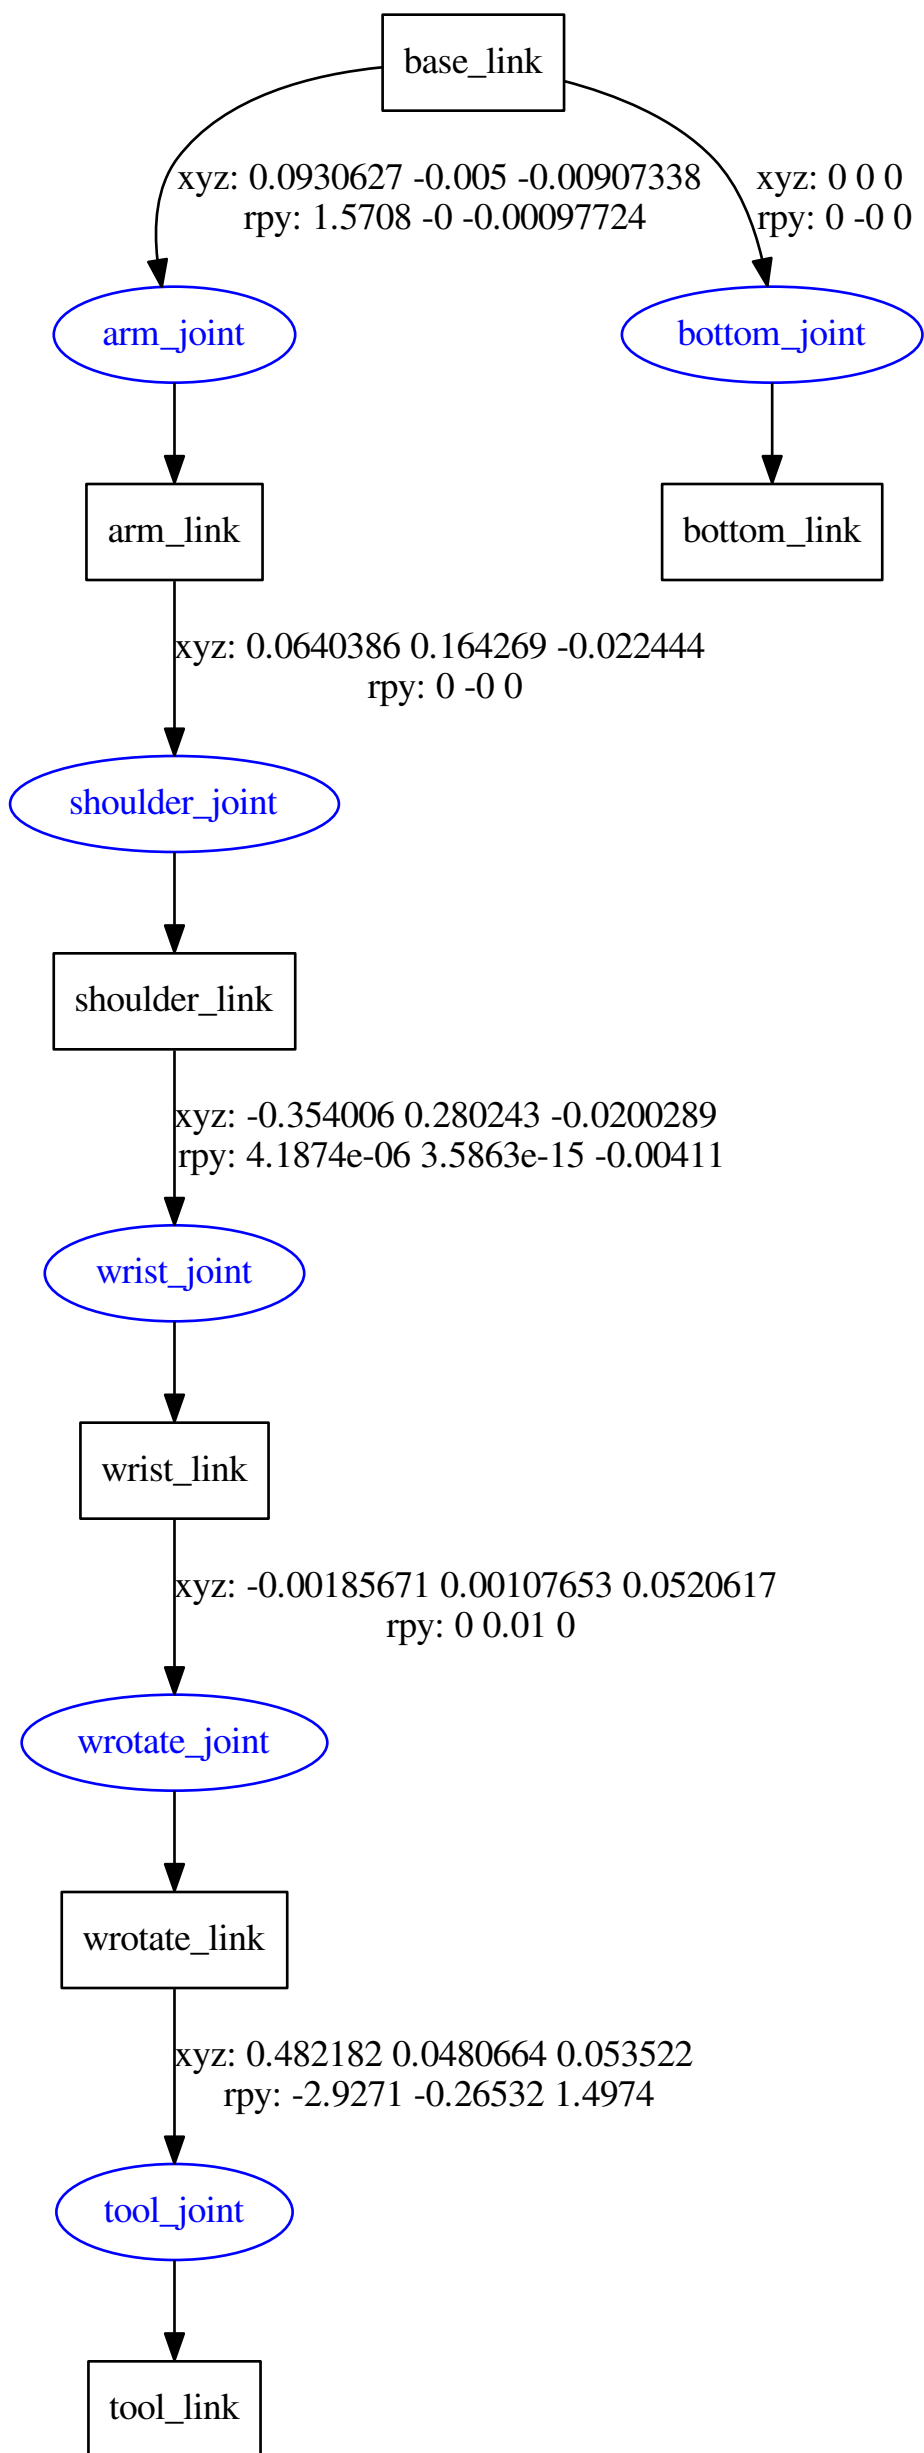 base_link
xyz: 0.0930627 -0.005 -0.00907338
rpy: 1.5708 -0 -0.00097724
xyz: 0 0 0
rpy: 0 -0 0
arm_joint
bottom_joint
arm_link
bottom_link
xyz: 0.0640386 0.164269 -0.022444
rpy: 0 -0 0
shoulder_joint
shoulder_link
xyz: -0.354006 0.280243 -0.0200289
rpy: 4.1874e-06 3.5863e-15 -0.00411
wrist_joint
wrist_link
xyz: -0.00185671 0.00107653 0.0520617
rpy: 0 0.01 0
wrotate_joint
wrotate_link
xyz: 0.482182 0.0480664 0.053522
rpy: -2.9271 -0.26532 1.4974
tool_joint
tool_link